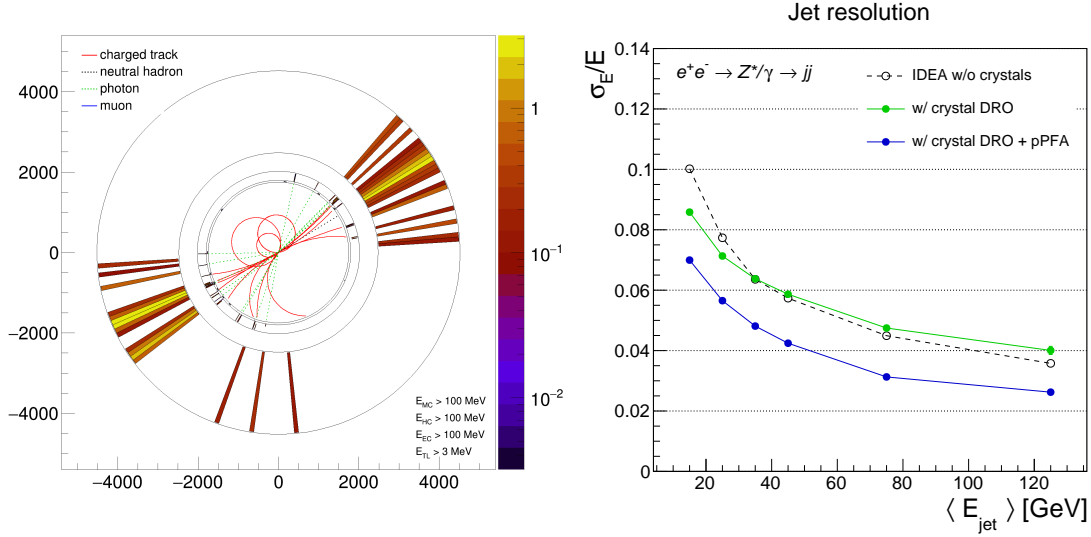 charged track
neutral hadron
photon
muon
4000
2000
0
−2000
−4000
−4000
−2000
0
2000
4000
1
10⁻¹
10⁻²
E_MC > 100 MeV
E_HC > 100 MeV
E_EC > 100 MeV
E_TL > 3 MeV
Jet resolution
σ_E/E
e⁺e⁻ → Z*/γ → jj
IDEA w/o crystals
w/ crystal DRO
w/ crystal DRO + pPFA
0.14
0.12
0.1
0.08
0.06
0.04
0.02
0
20
40
60
80
100
120
⟨ E_jet ⟩ [GeV]